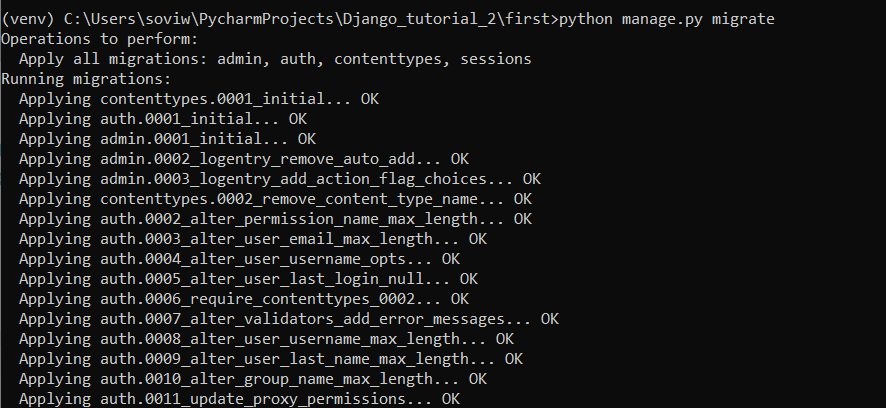 (venv) C:\Users\soviw\PycharmProjects\Django_tutorial_2\first>python manage.py migrate
Operations to perform:
  Apply all migrations: admin, auth, contenttypes, sessions
Running migrations:
  Applying contenttypes.0001_initial... OK
  Applying auth.0001_initial... OK
  Applying admin.0001_initial... OK
  Applying admin.0002_logentry_remove_auto_add... OK
  Applying admin.0003_logentry_add_action_flag_choices... OK
  Applying contenttypes.0002_remove_content_type_name... OK
  Applying auth.0002_alter_permission_name_max_length... OK
  Applying auth.0003_alter_user_email_max_length... OK
  Applying auth.0004_alter_user_username_opts... OK
  Applying auth.0005_alter_user_last_login_null... OK
  Applying auth.0006_require_contenttypes_0002... OK
  Applying auth.0007_alter_validators_add_error_messages... OK
  Applying auth.0008_alter_user_username_max_length... OK
  Applying auth.0009_alter_user_last_name_max_length... OK
  Applying auth.0010_alter_group_name_max_length... OK
  Applying auth.0011_update_proxy_permissions... OK